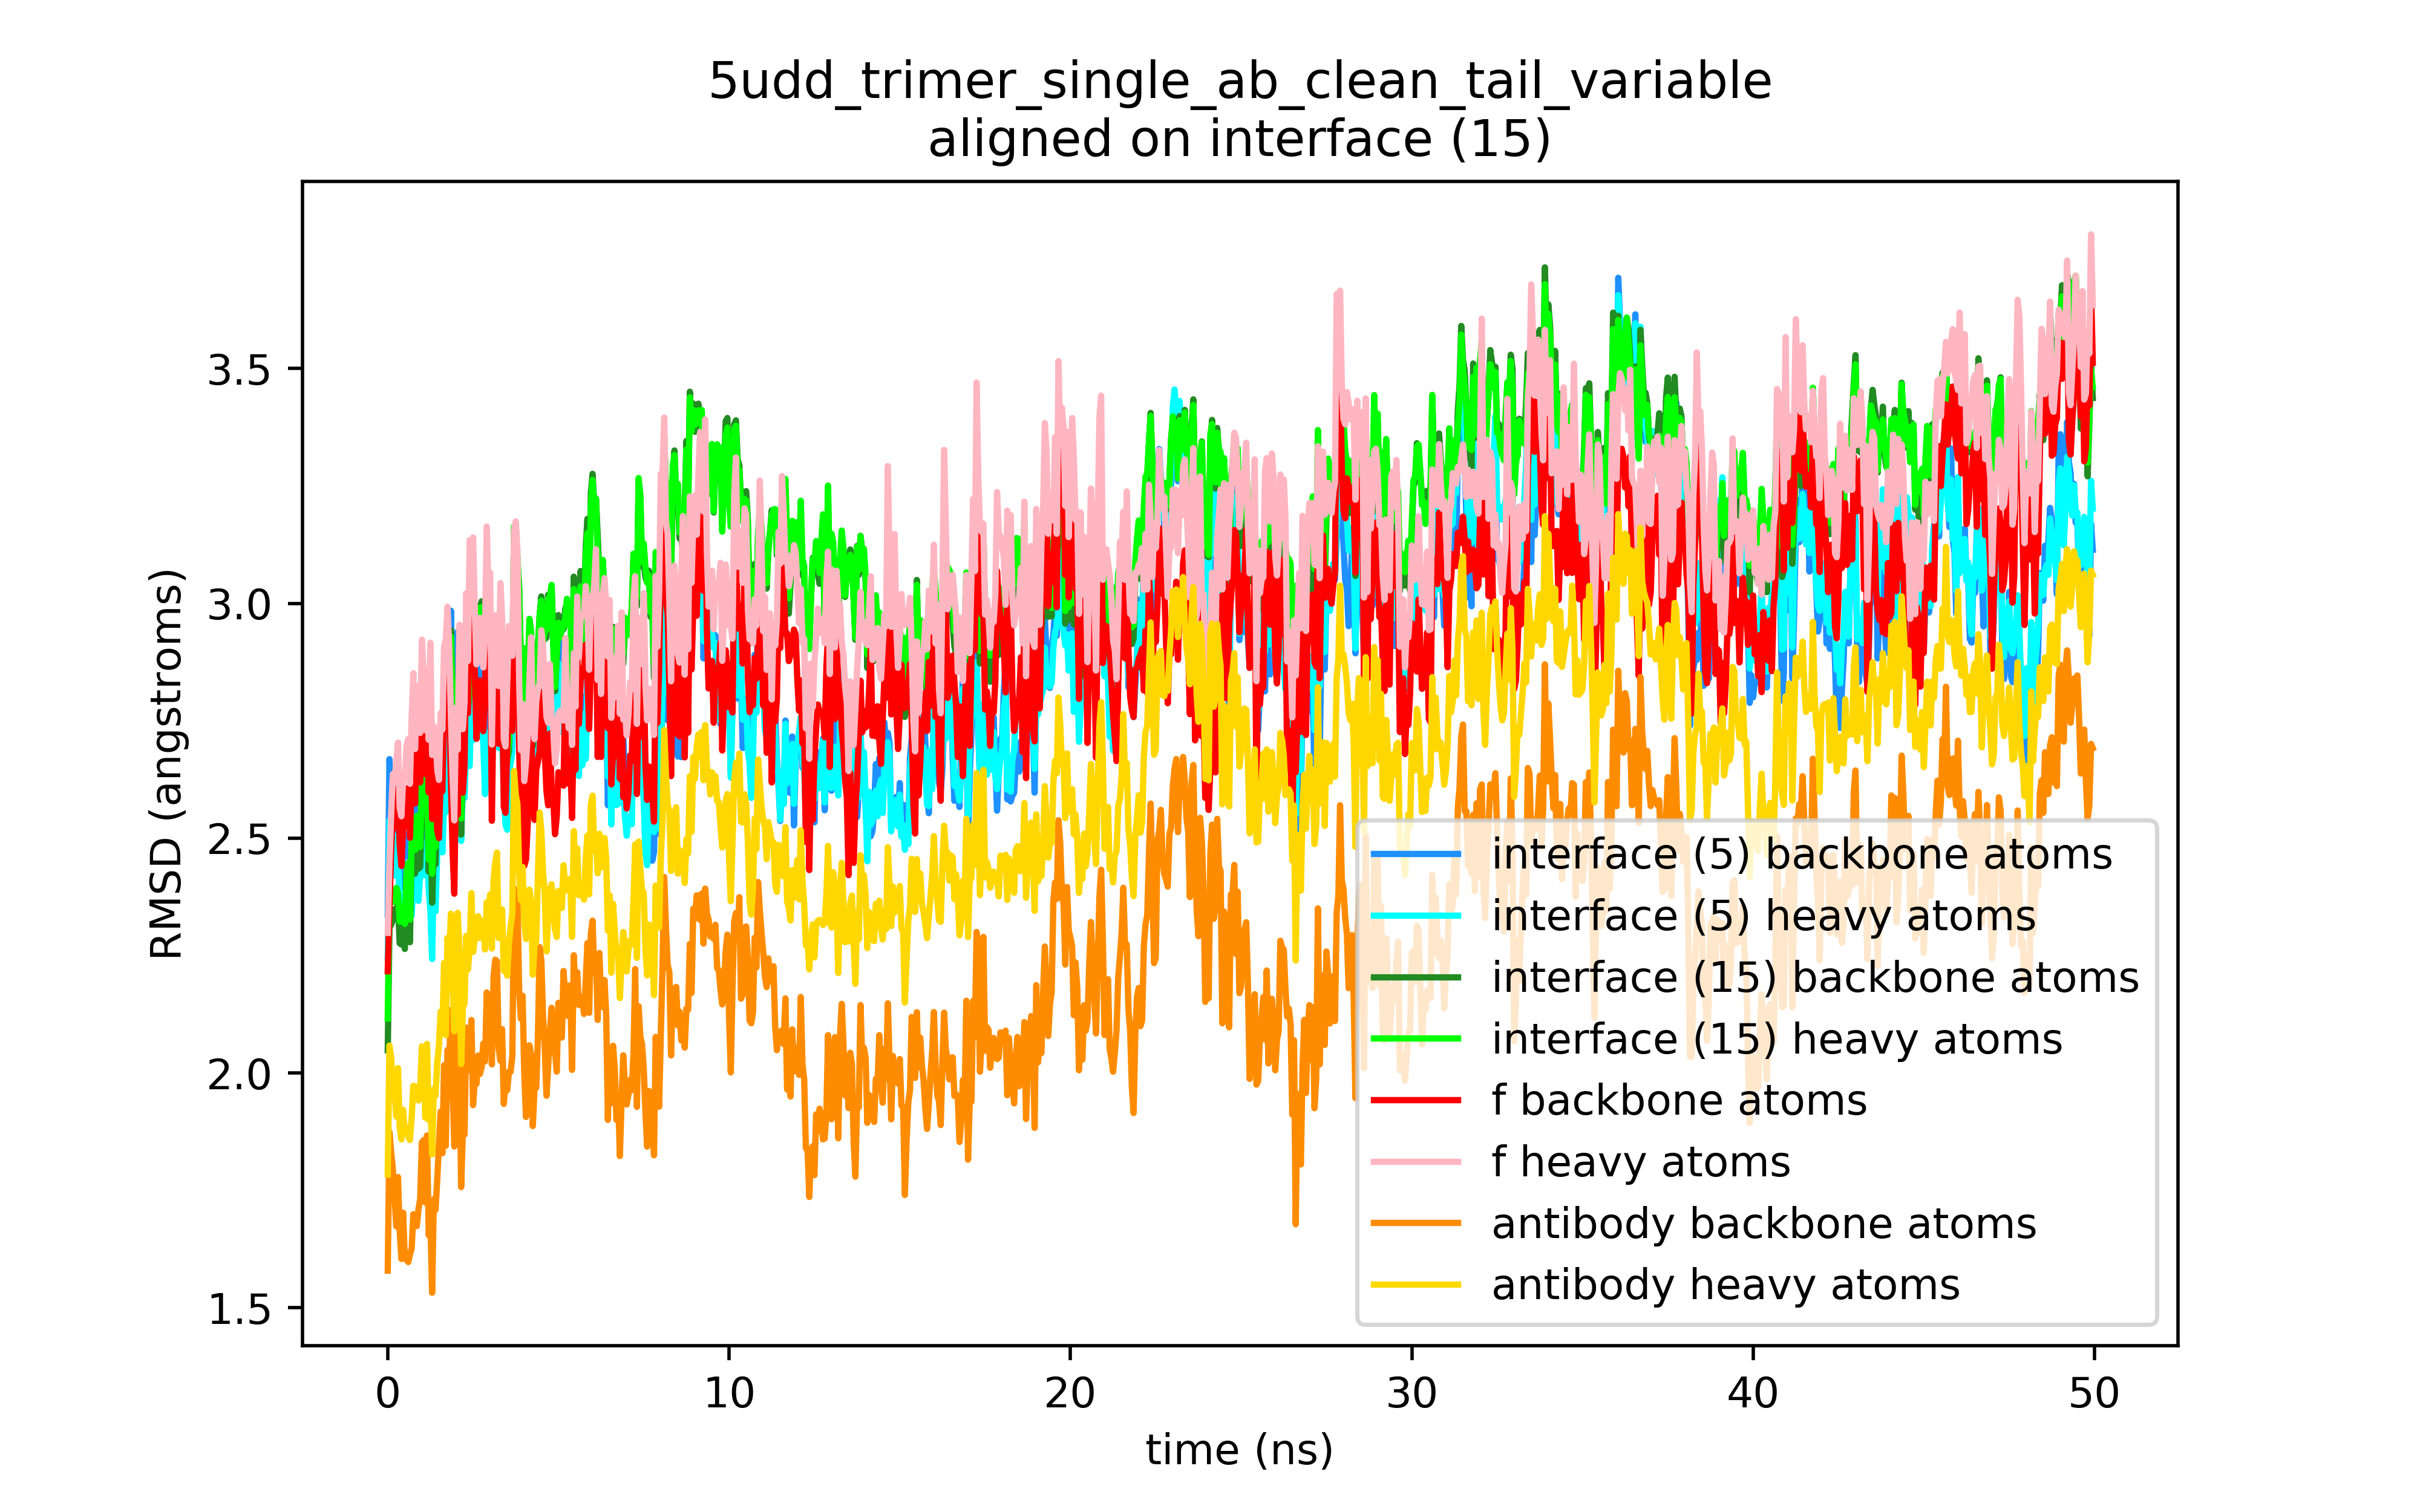 5udd_trimer_single_ab_clean_tail_variable
aligned on interface (15)
RMSD (angstroms)
3.5
3.0
2.5
2.0
1.5
interface (5) backbone atoms
interface (5) heavy atoms
interface (15) backbone atoms
interface (15) heavy atoms
f backbone atoms
f heavy atoms
antibody backbone atoms
antibody heavy atoms
0
10
20
30
40
50
time (ns)